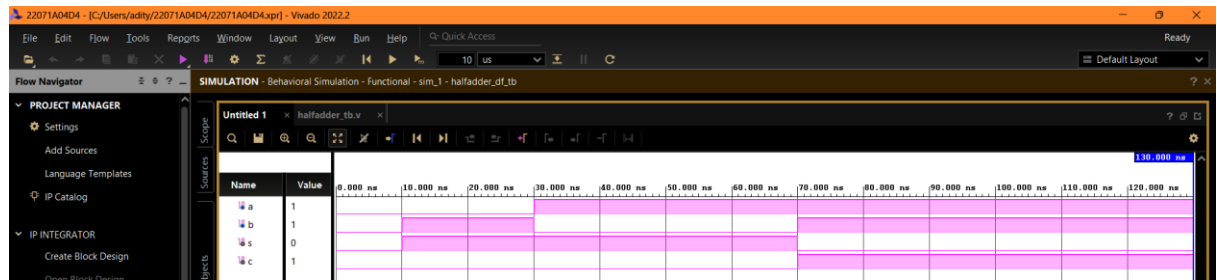 22071A04D4 - [C:/Users/adity/22071A04D4/22071A04D4.xpr] - Vivado 2022.2
File Edit Flow Tools Reports Window Layout View Run Help Q- Quick Access Ready
10 us Default Layout
Flow Navigator SIMULATION - Behavioral Simulation - Functional - sim_1 - halfadder_df_tb
PROJECT MANAGER
Settings
Add Sources
Language Templates
IP Catalog
IP INTEGRATOR
Create Block Design
Open Block Design
Scope
Sources
Objects
Untitled 1 halfadder_tb.v
130.000 ns
Name Value 0.000 ns 10.000 ns 20.000 ns 30.000 ns 40.000 ns 50.000 ns 60.000 ns 70.000 ns 80.000 ns 90.000 ns 100.000 ns 110.000 ns 120.000 ns
a 1
b 1
s 0
c 1